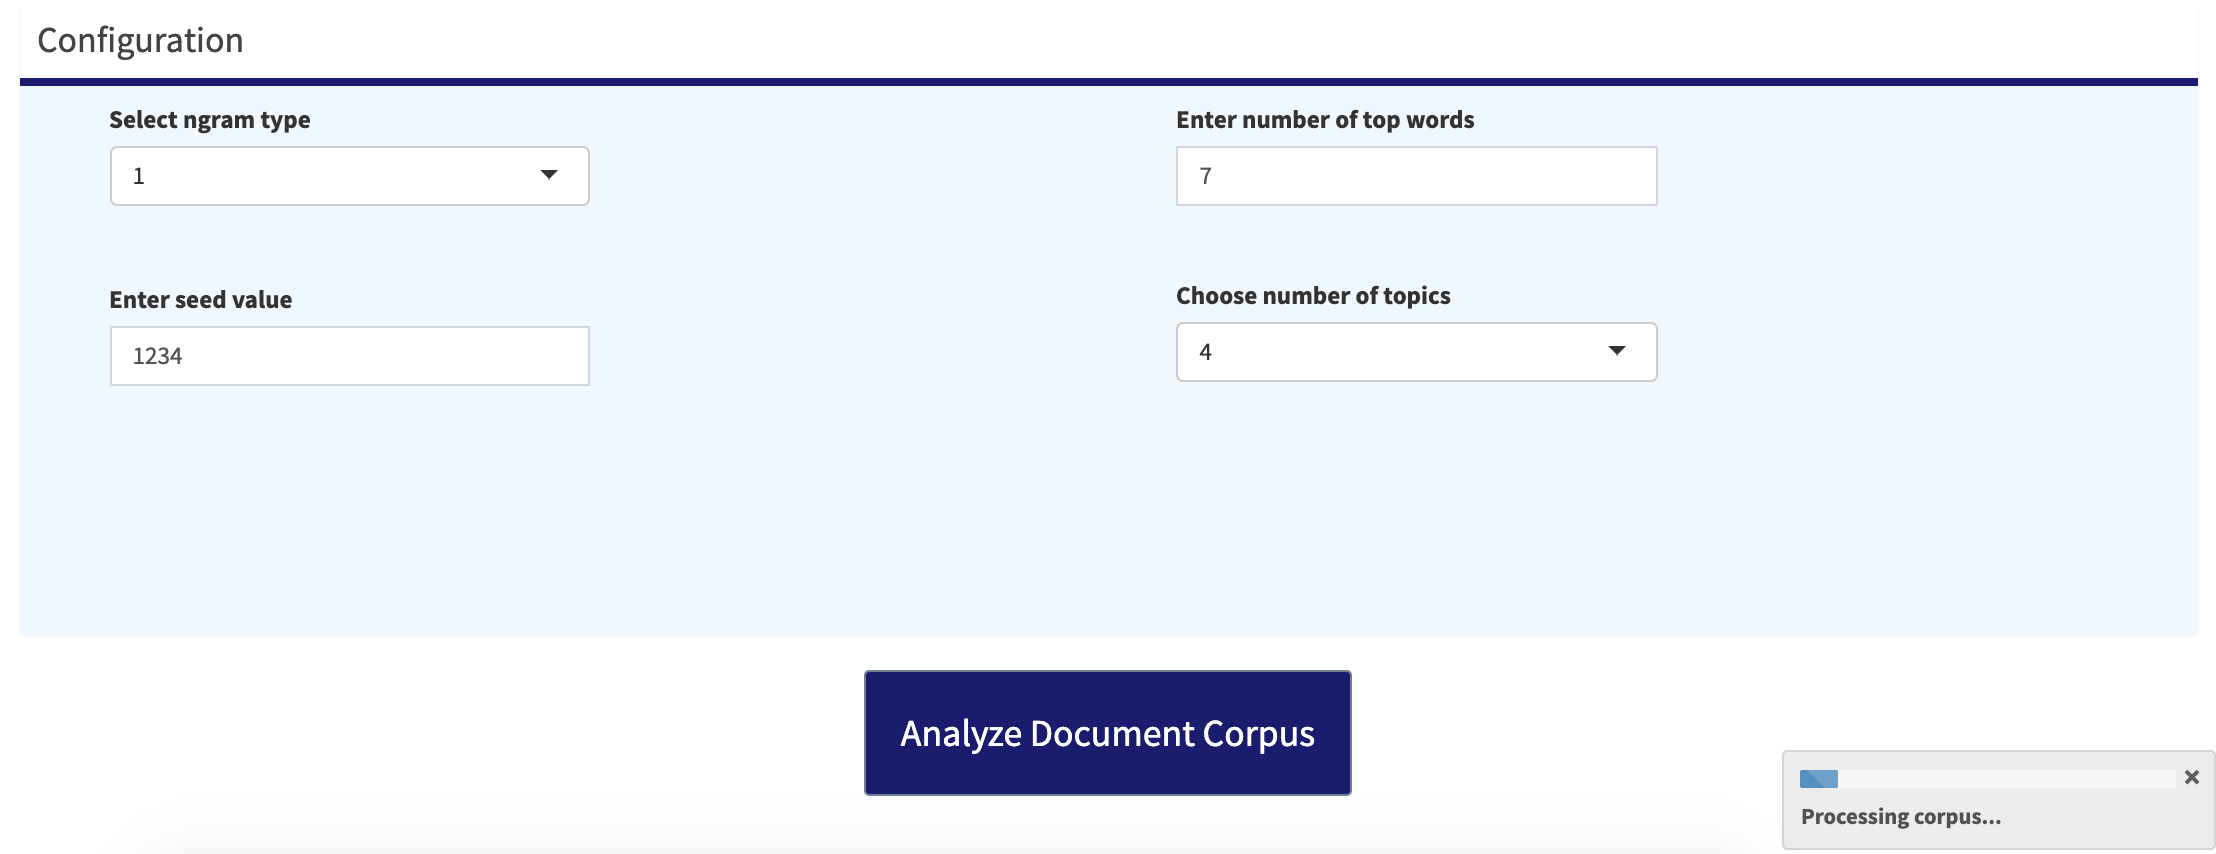 Configuration
Select ngram type
1
Enter number of top words
7
Enter seed value
1234
Choose number of topics
4
Analyze Document Corpus
Processing corpus...